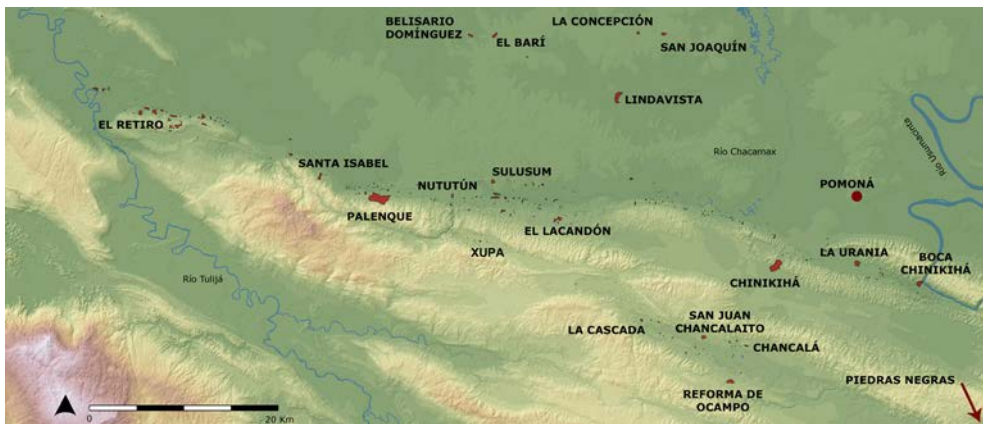 BELISARIO
DOMÍNGUEZ
EL BARÍ
LA CONCEPCIÓN
SAN JOAQUÍN
LINDAVISTA
EL RETIRO
Río Chacamax
Río Usumacinta
SANTA ISABEL
NUTUTÚN
SULUSUM
POMONÁ
PALENQUE
EL LACANDÓN
XUPA
LA URANIA
BOCA
CHINIKIHÁ
Río Tulijá
CHINIKIHÁ
SAN JUAN
CHANCALAITO
LA CASCADA
CHANCALÁ
PIEDRAS NEGRAS
REFORMA DE
OCAMPO
0 20 Km